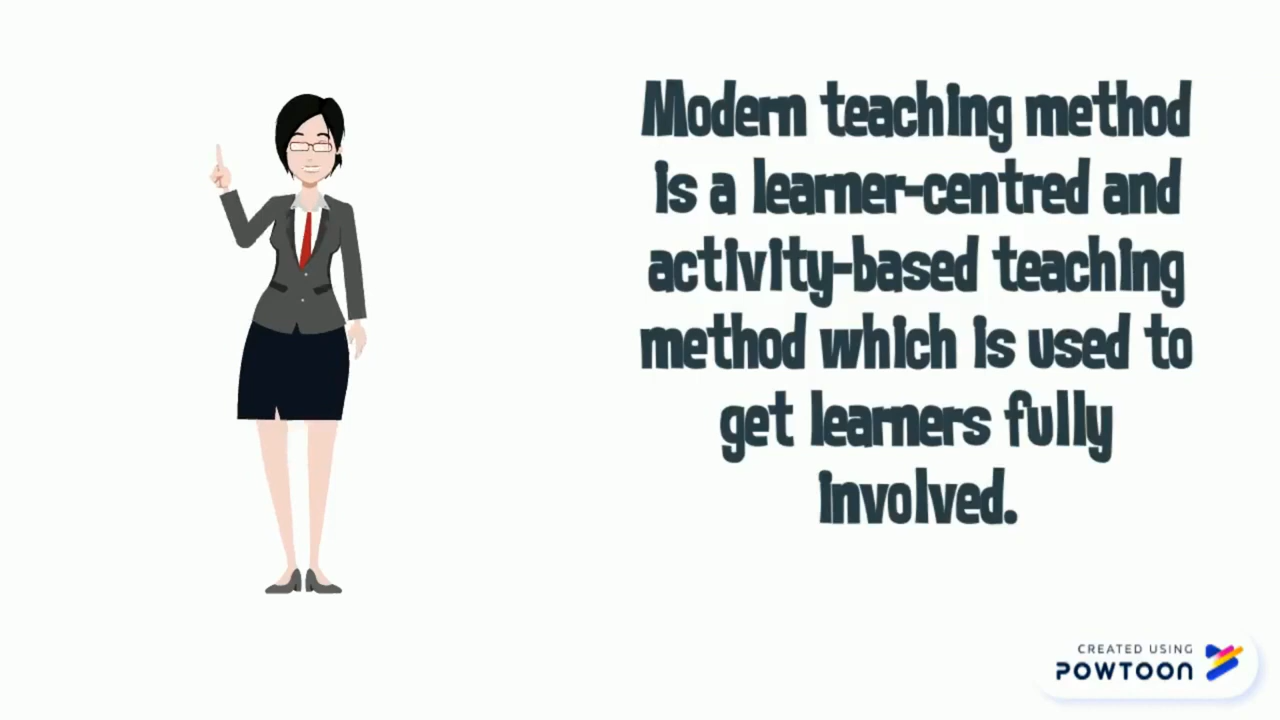 Modern teaching method
is a learner-centred and
activity-based teaching
method which is used to
get learners fully
involved.
CREATED USING
POWTOON